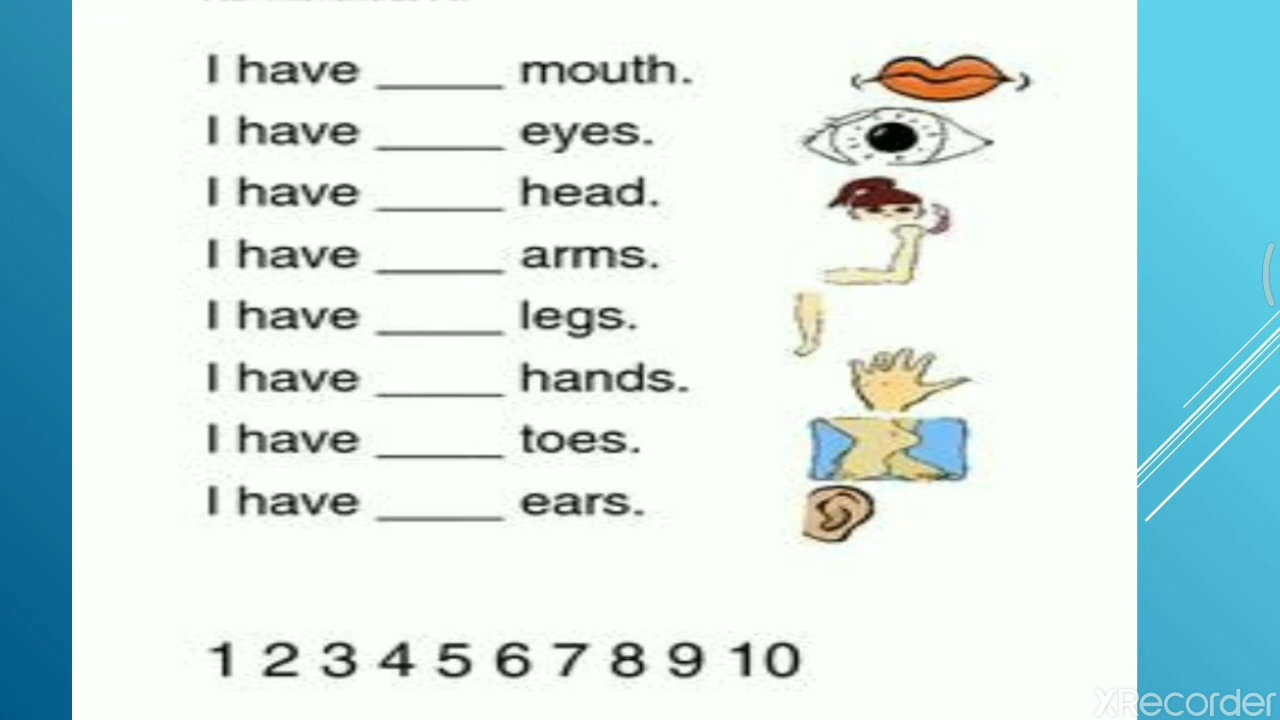 I have _____ mouth.
I have _____ eyes.
I have _____ head.
I have _____ arms.
I have _____ legs.
I have _____ hands.
I have _____ toes.
I have _____ ears.
1 2 3 4 5 6 7 8 9 10
XRecorder